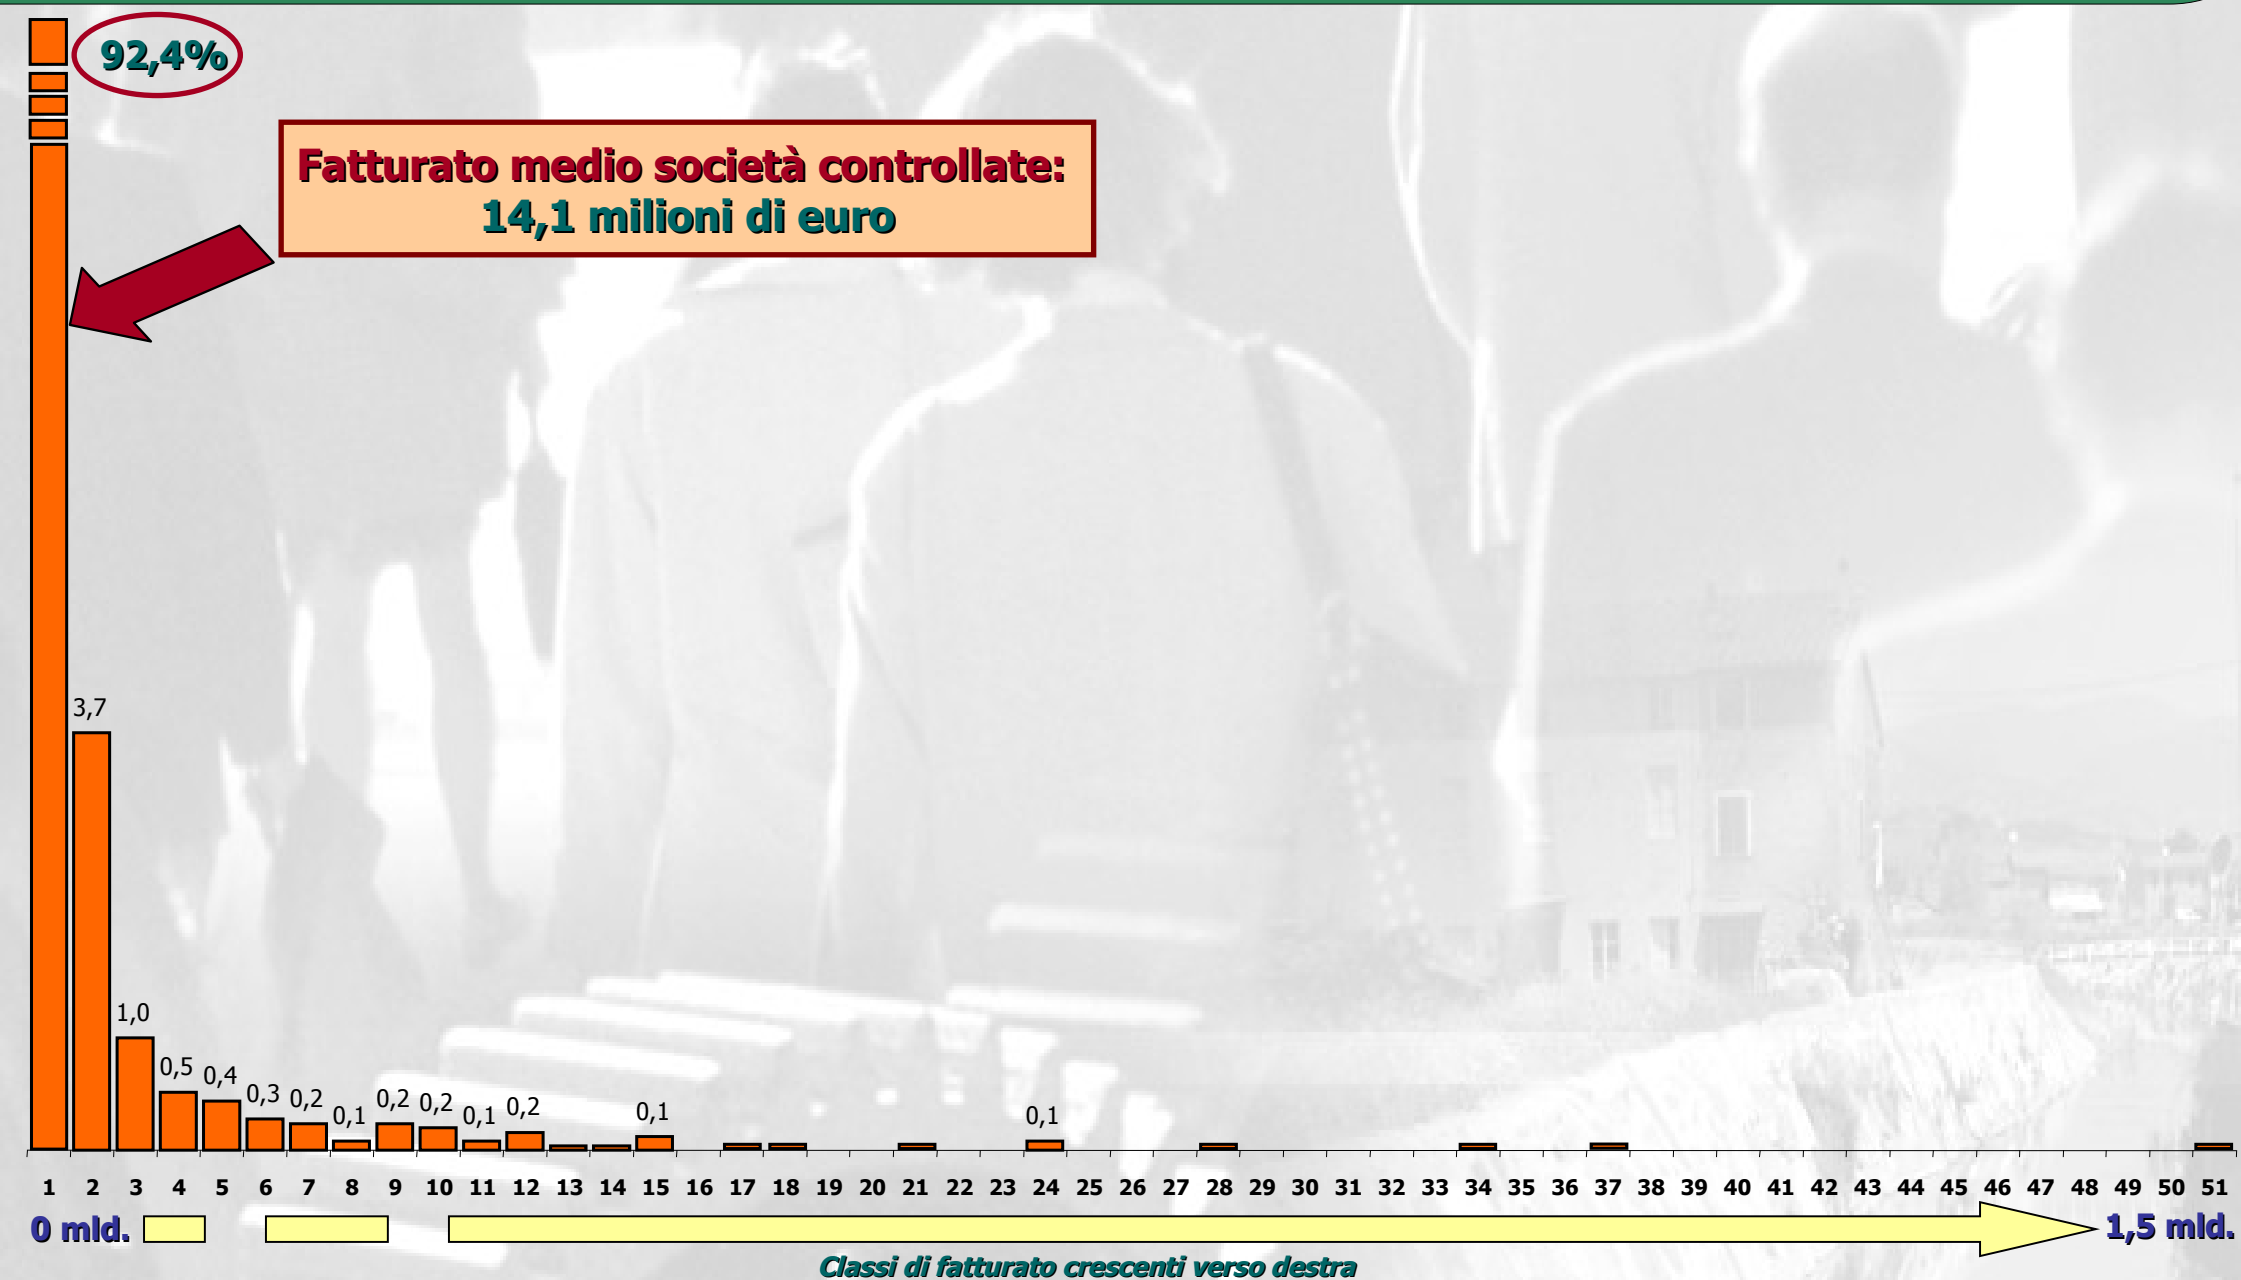 92,4%
Fatturato medio società controllate:
14,1 milioni di euro
3,7
1,0
0,5
0,4
0,3
0,2
0,1
0,2
0,2
0,1
0,2
0,1
0,1
1 2 3 4 5 6 7 8 9 10 11 12 13 14 15 16 17 18 19 20 21 22 23 24 25 26 27 28 29 30 31 32 33 34 35 36 37 38 39 40 41 42 43 44 45 46 47 48 49 50 51
0 mld.
1,5 mld.
Classi di fatturato crescenti verso destra